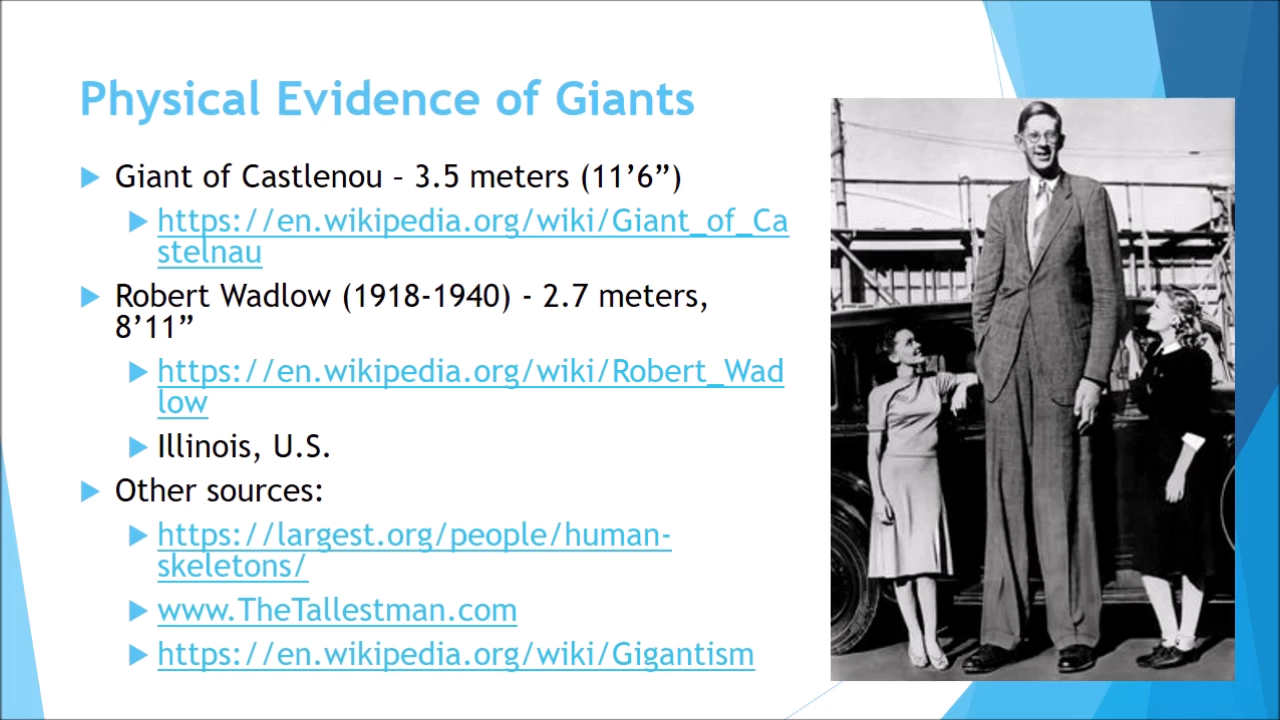 Physical Evidence of Giants
Giant of Castlenou – 3.5 meters (11’6”)
https://en.wikipedia.org/wiki/Giant_of_Ca
stelnau
Robert Wadlow (1918-1940) - 2.7 meters,
8’11”
https://en.wikipedia.org/wiki/Robert_Wad
low
Illinois, U.S.
Other sources:
https://largest.org/people/human-
skeletons/
www.TheTallestman.com
https://en.wikipedia.org/wiki/Gigantism